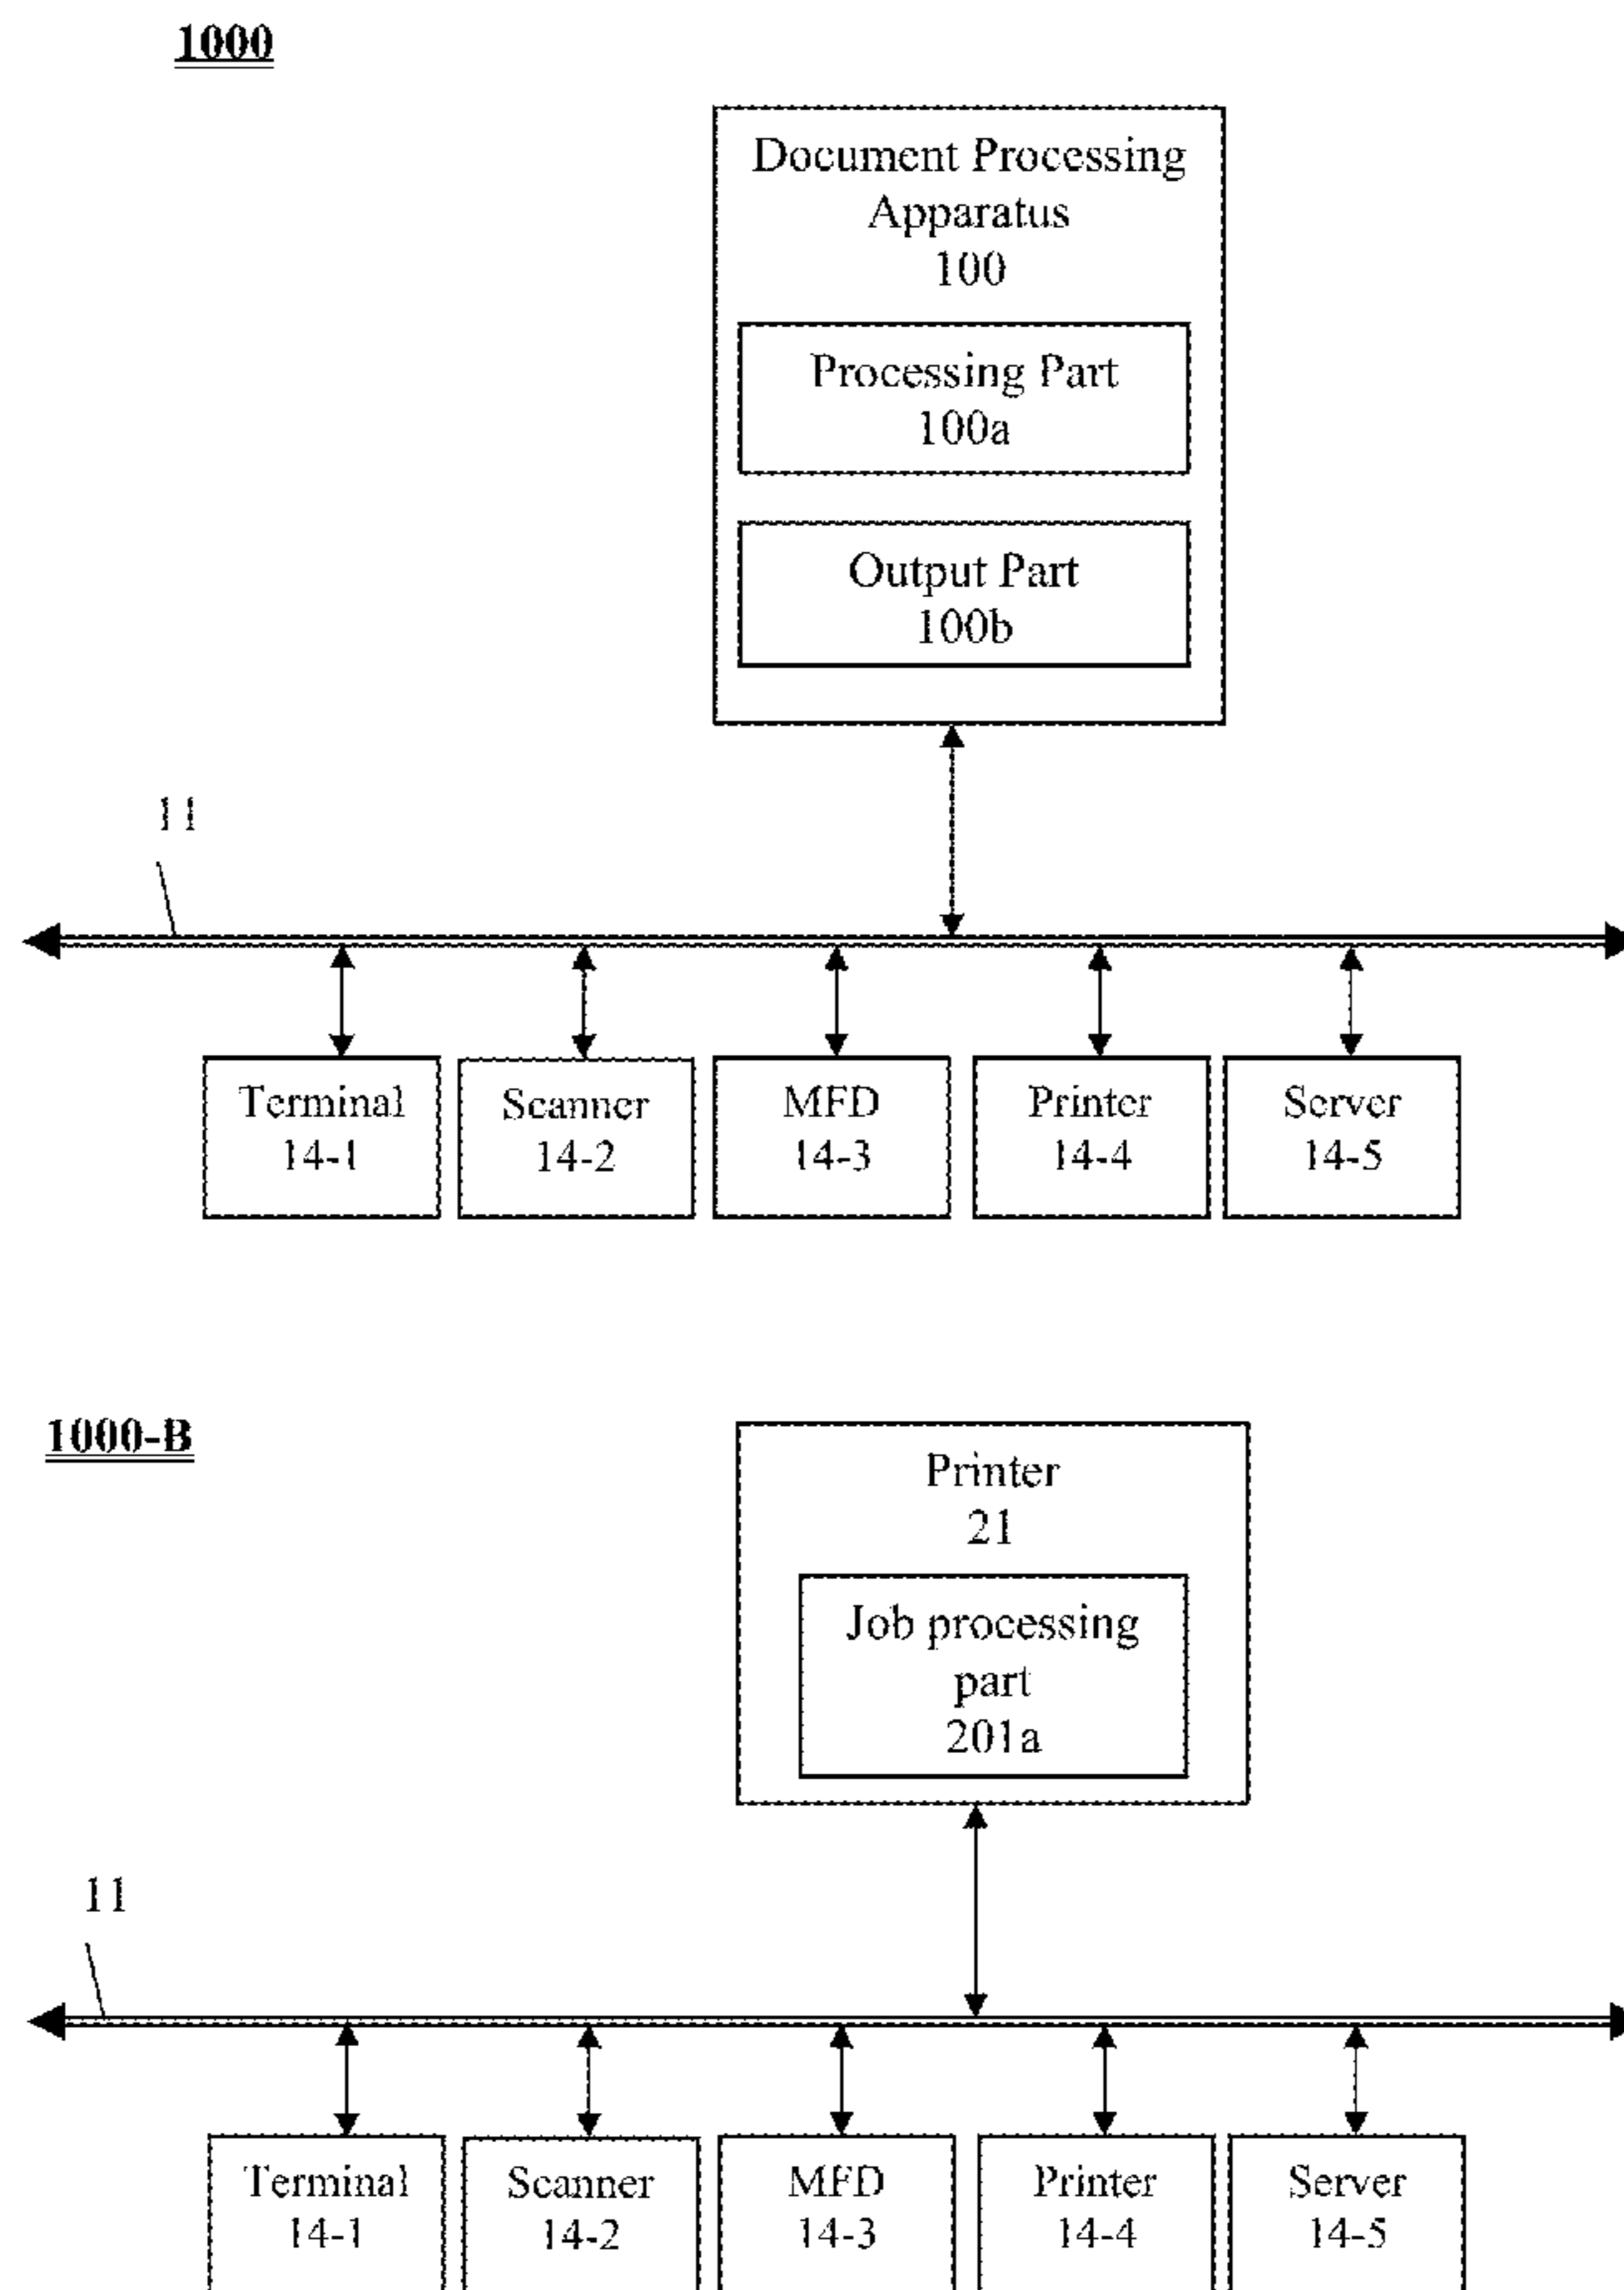 1000
Document Processing
Apparatus
100
Processing Part
100a
Output Part
100b
11
Terminal
14-1
Scanner
14-2
MFD
14-3
Printer
14-4
Server
14-5
1000-B
Printer
21
Job processing
part
201a
11
Terminal
14-1
Scanner
14-2
MFD
14-3
Printer
14-4
Server
14-5